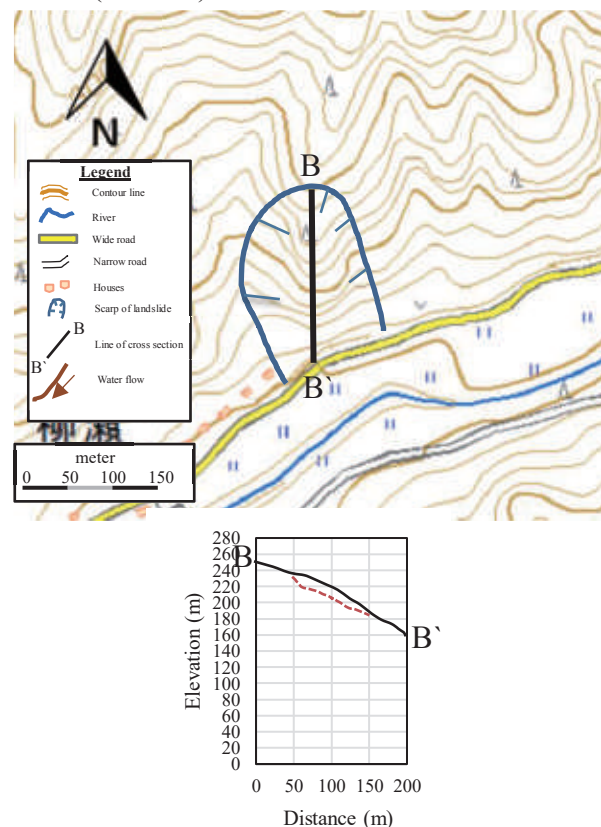 N
Legend
Contour line
River
Wide road
Narrow road
Houses
Scarp of landslide
B
B` Line of cross section
Water flow
B
B`
柳瀬
meter
0 50 100 150
280
260
240
220
200
180
160
140
120
100
80
60
40
20
0
B
B`
Elevation (m)
0 50 100 150 200
Distance (m)